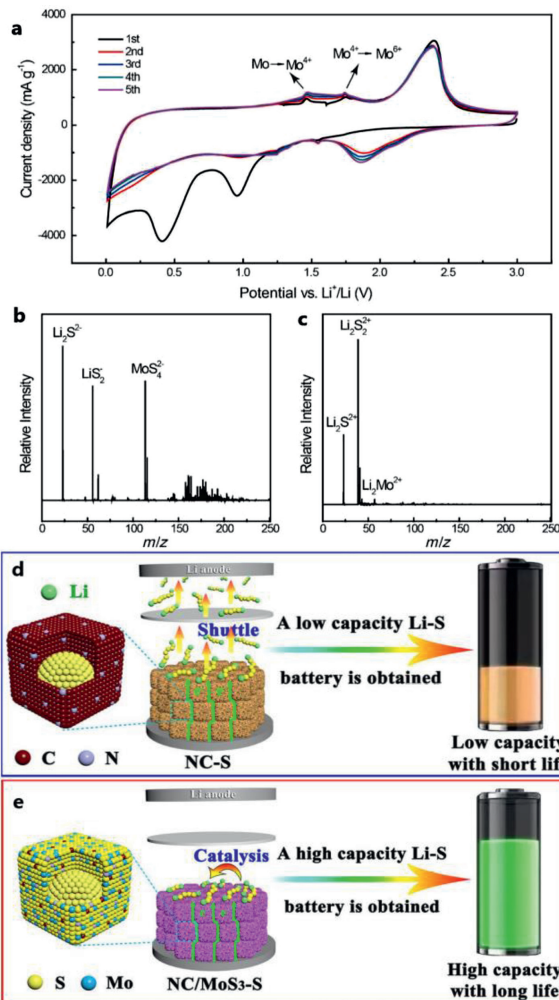 a
4000
2000
0
-2000
-4000
Current density (mA g⁻¹)
1st
2nd
3rd
4th
5th
Mo→Mo⁴⁺
Mo⁴⁺→Mo⁶⁺
0.0 0.5 1.0 1.5 2.0 2.5 3.0
Potential vs. Li⁺/Li (V)
b
Relative Intensity
Li₂S²⁻
LiS₂⁻
MoS₄²⁻
0 50 100 150 200 250
m/z
c
Relative Intensity
Li₂S₂²⁺
Li₂S²⁺
Li₂Mo²⁺
0 50 100 150 200 250
m/z
d
Li
C N
Li anode
Shuttle
NC-S
A low capacity Li-S
battery is obtained
Low capacity
with short lif
e
S Mo
Li anode
Catalysis
NC/MoS₃-S
A high capacity Li-S
battery is obtained
High capacity
with long life